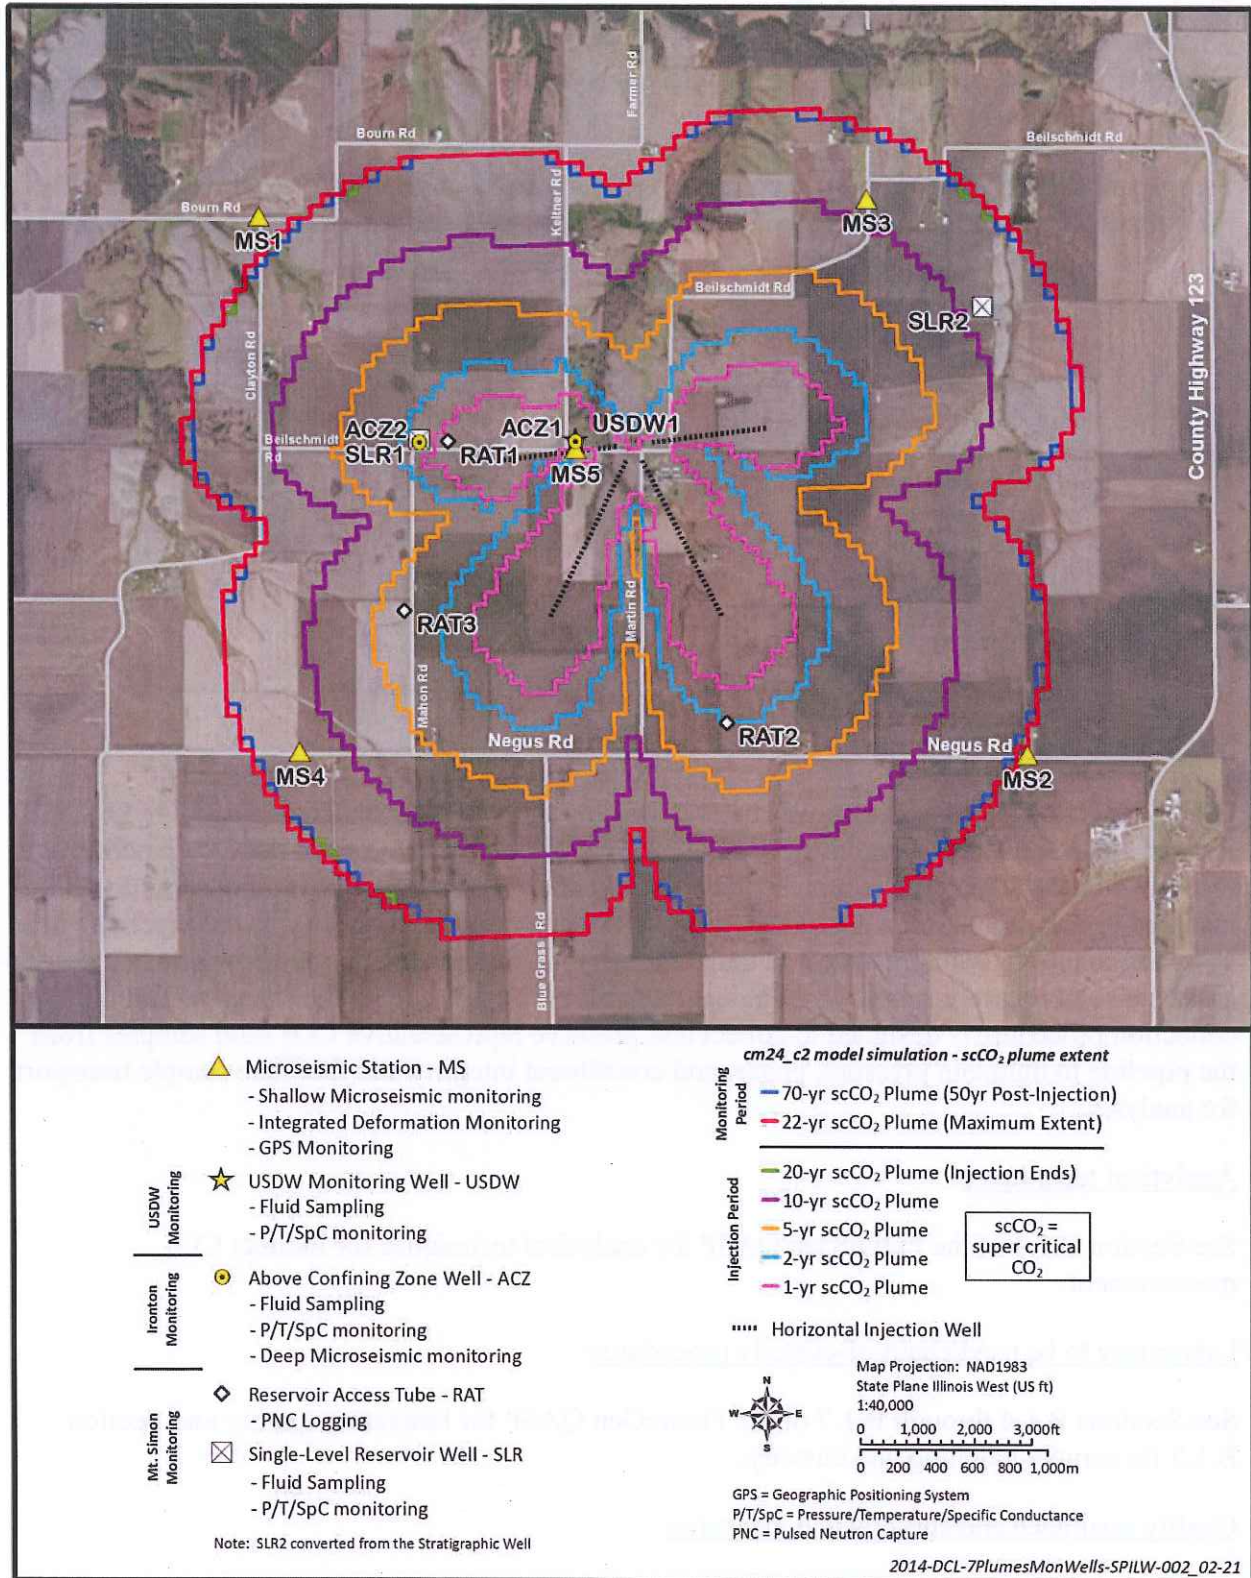 Farmer Rd
Bourn Rd
Beilschmidt Rd
Keltner Rd
Bourn Rd
MS1
MS3
Beilschmidt Rd
SLR2
Clayton Rd
County Highway 123
ACZ2
ACZ1
USDW1
Beilschmidt
Rd
SLR1
RAT1
MS5
Martin Rd
RAT3
Mahon Rd
RAT2
Negus Rd
Negus Rd
MS4
MS2
Blue Grass Rd
Microseismic Station - MS
- Shallow Microseismic monitoring
- Integrated Deformation Monitoring
- GPS Monitoring
USDW
Monitoring
USDW Monitoring Well - USDW
- Fluid Sampling
- P/T/SpC monitoring
Ironton
Monitoring
Above Confining Zone Well - ACZ
- Fluid Sampling
- P/T/SpC monitoring
- Deep Microseismic monitoring
Mt. Simon
Monitoring
Reservoir Access Tube - RAT
- PNC Logging
Single-Level Reservoir Well - SLR
- Fluid Sampling
- P/T/SpC monitoring
Note: SLR2 converted from the Stratigraphic Well
cm24_c2 model simulation - scCO₂ plume extent
Monitoring
Period
70-yr scCO₂ Plume (50yr Post-Injection)
22-yr scCO₂ Plume (Maximum Extent)
Injection Period
20-yr scCO₂ Plume (Injection Ends)
10-yr scCO₂ Plume
5-yr scCO₂ Plume
2-yr scCO₂ Plume
1-yr scCO₂ Plume
scCO₂ =
super critical
CO₂
Horizontal Injection Well
N
W E
S
Map Projection: NAD1983
State Plane Illinois West (US ft)
1:40,000
0 1,000 2,000 3,000ft
0 200 400 600 800 1,000m
GPS = Geographic Positioning System
P/T/SpC = Pressure/Temperature/Specific Conductance
PNC = Pulsed Neutron Capture
2014-DCL-7PlumesMonWells-SPILW-002_02-21